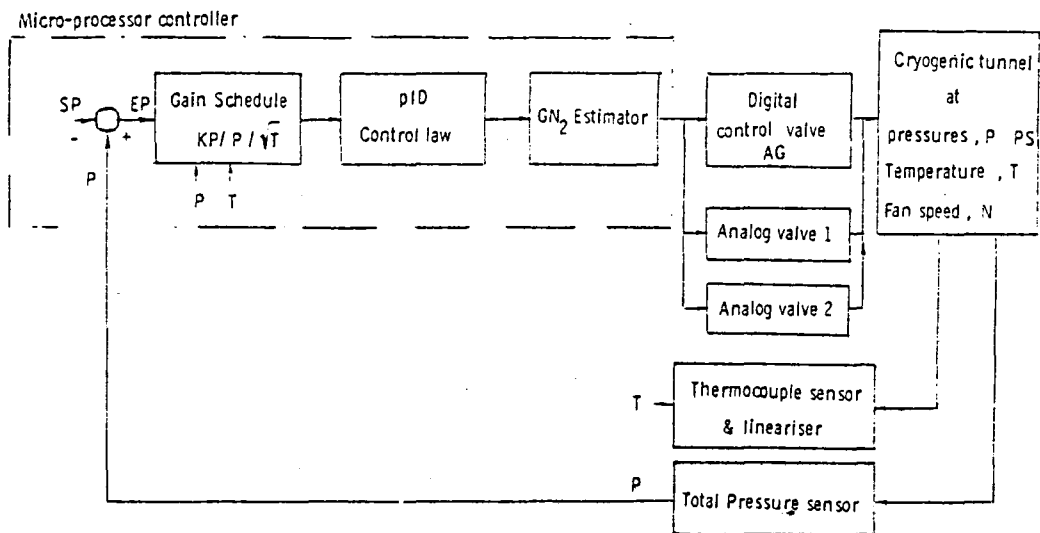 Micro-processor controller
SP
-
EP
+
P
Gain Schedule
KP/ P / √T
P T
pID
Control law
GN2 Estimator
Digital
control valve
AG
Analog valve 1
Analog valve 2
Cryogenic tunnel
at
pressures, P PS
Temperature, T
Fan speed, N
T
Thermocouple sensor
& lineariser
P
Total Pressure sensor